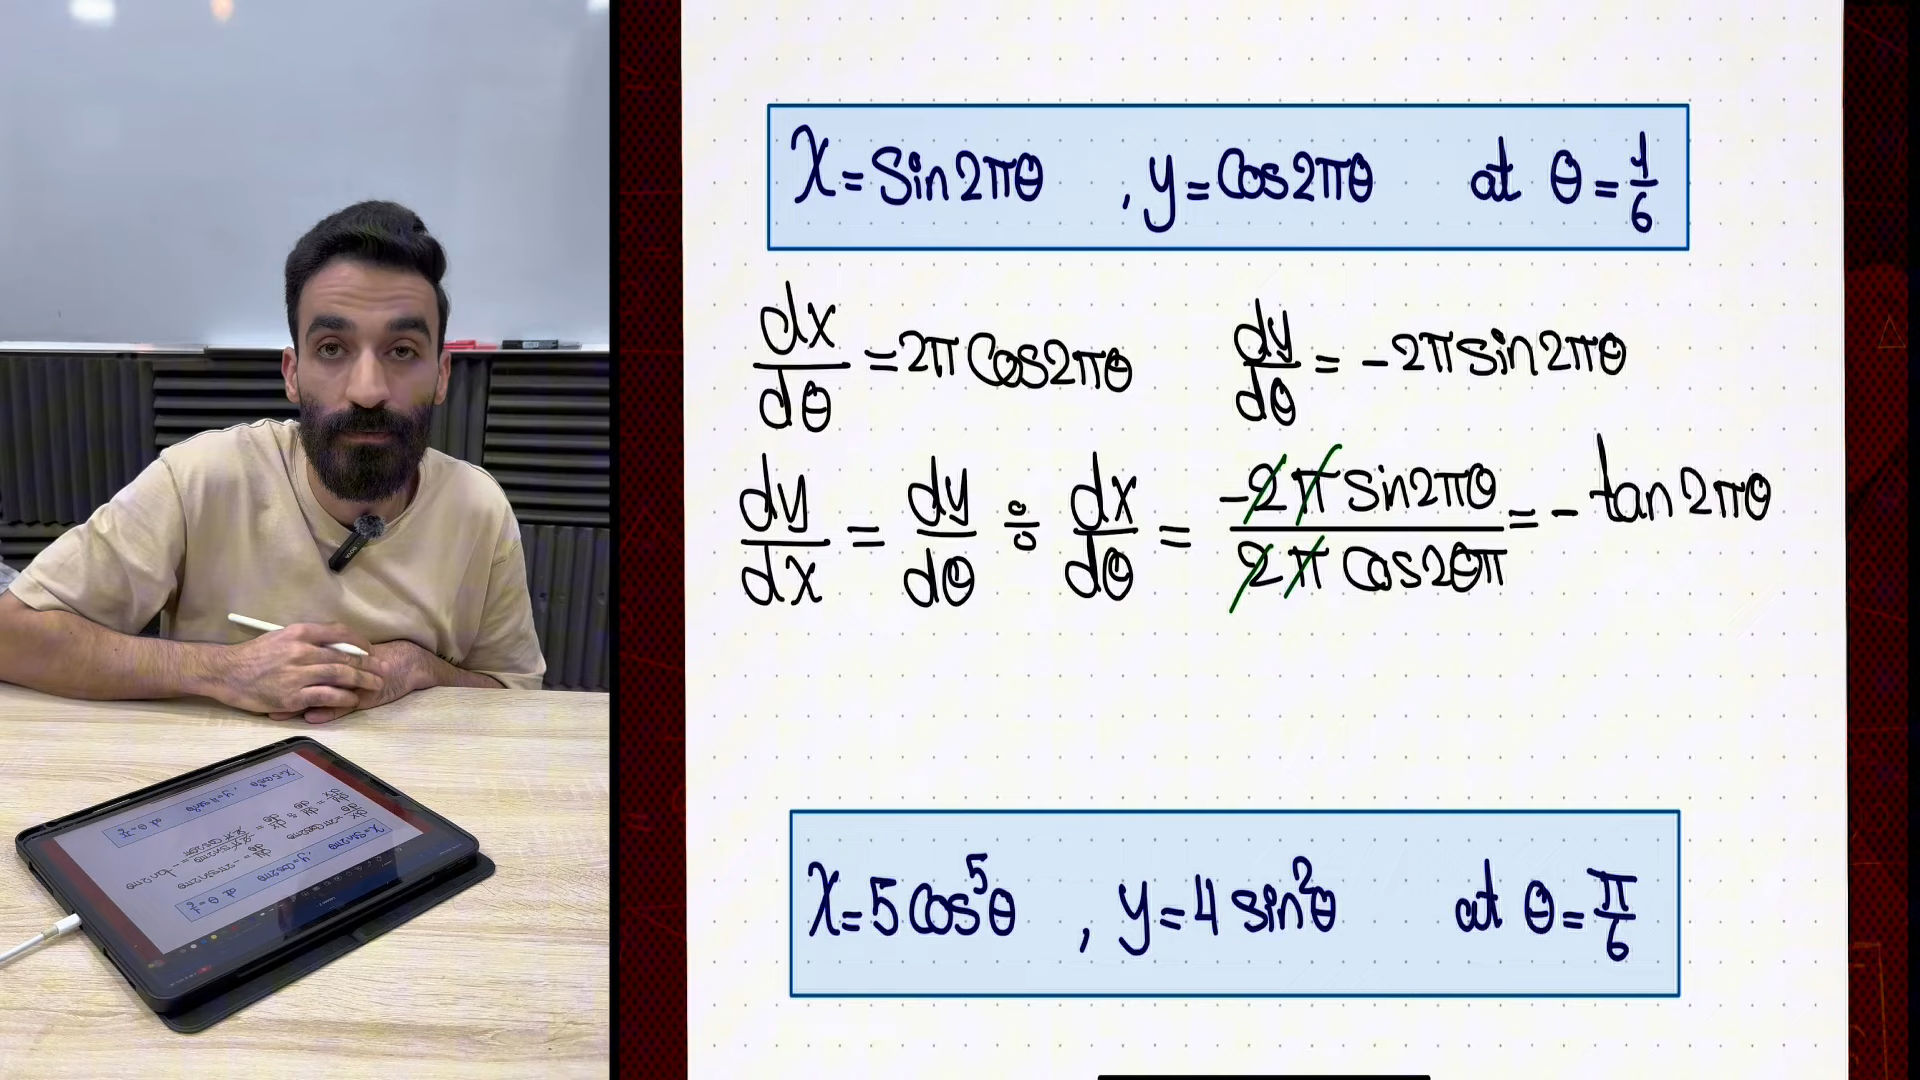 x = Sin2πθ , y = Cos2πθ at θ = 1/6
dx/dθ = 2π Cos2πθ dy/dθ = -2π sin2πθ
dy/dx = dy/dθ ÷ dx/dθ = -2π sin2πθ / 2π Cos2θπ = - tan2πθ
x = 5 Cos⁵θ , y = 4 sin²θ at θ = π/6